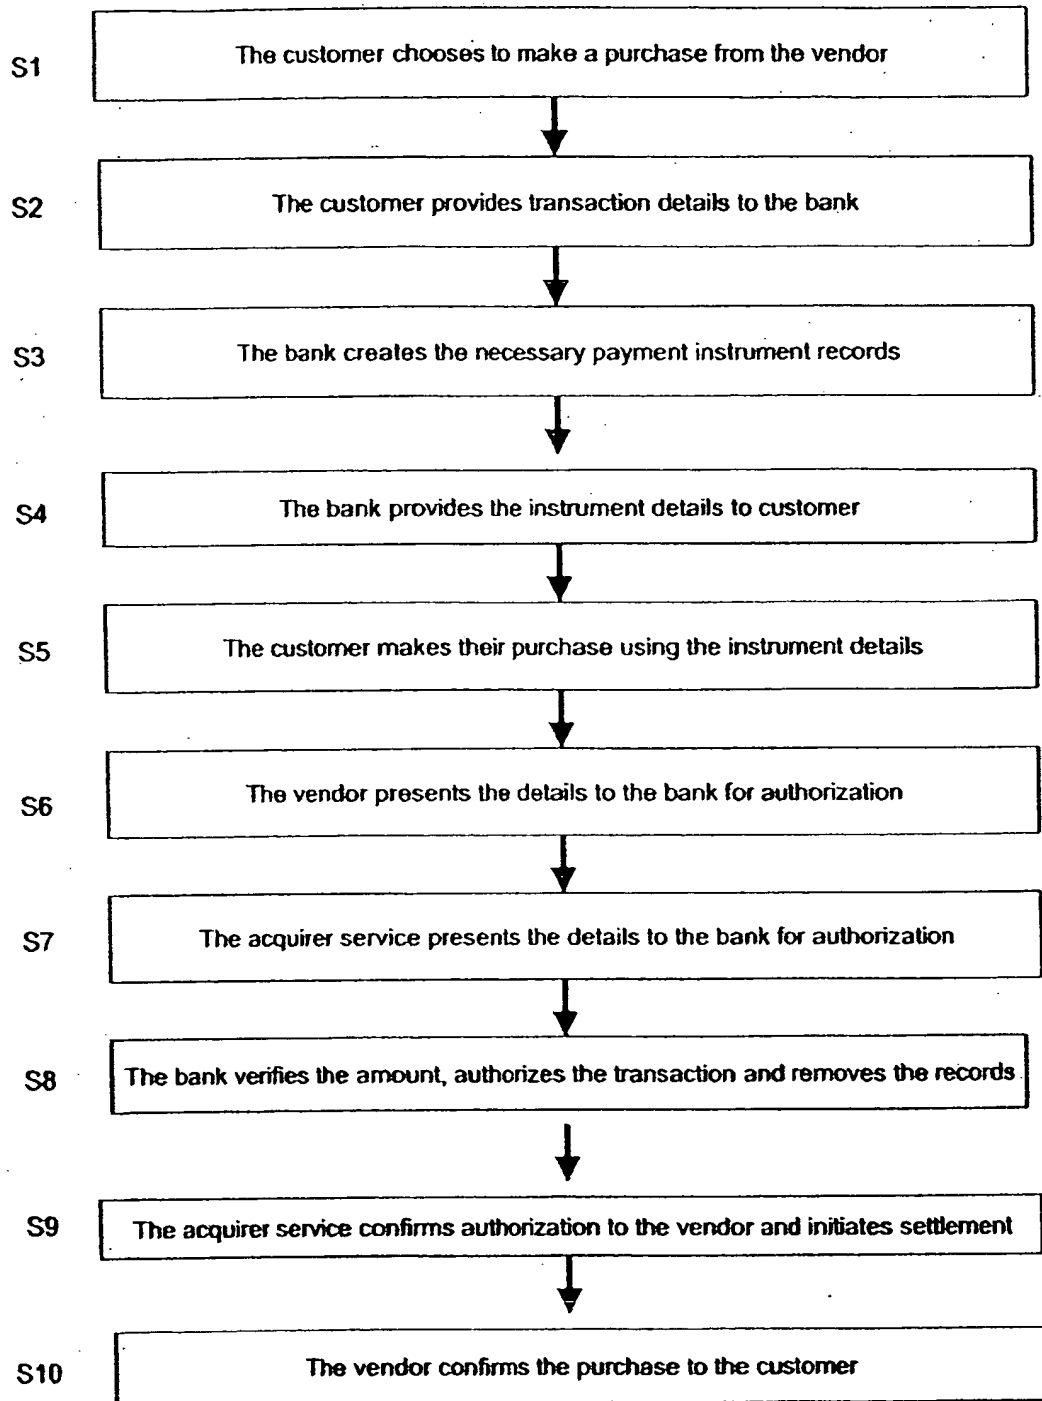 S1 The customer chooses to make a purchase from the vendor
S2 The customer provides transaction details to the bank
S3 The bank creates the necessary payment instrument records
S4 The bank provides the instrument details to customer
S5 The customer makes their purchase using the instrument details
S6 The vendor presents the details to the bank for authorization
S7 The acquirer service presents the details to the bank for authorization
S8 The bank verifies the amount, authorizes the transaction and removes the records
S9 The acquirer service confirms authorization to the vendor and initiates settlement
S10 The vendor confirms the purchase to the customer